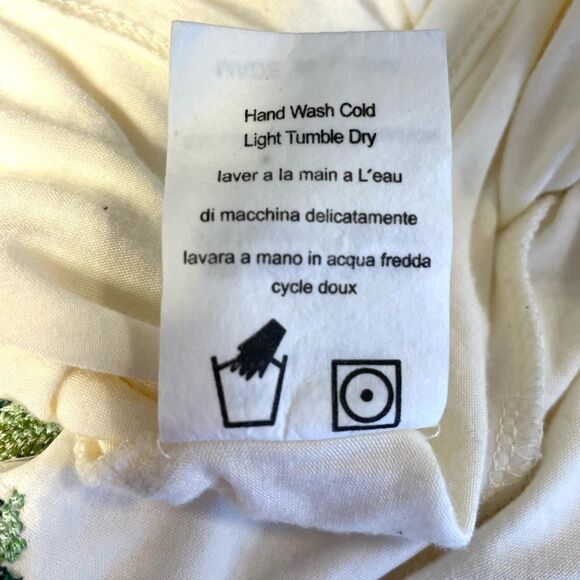 Hand Wash Cold
Light Tumble Dry
laver a la main a L´eau
di macchina delicatamente
lavara a mano in acqua fredda
cycle doux